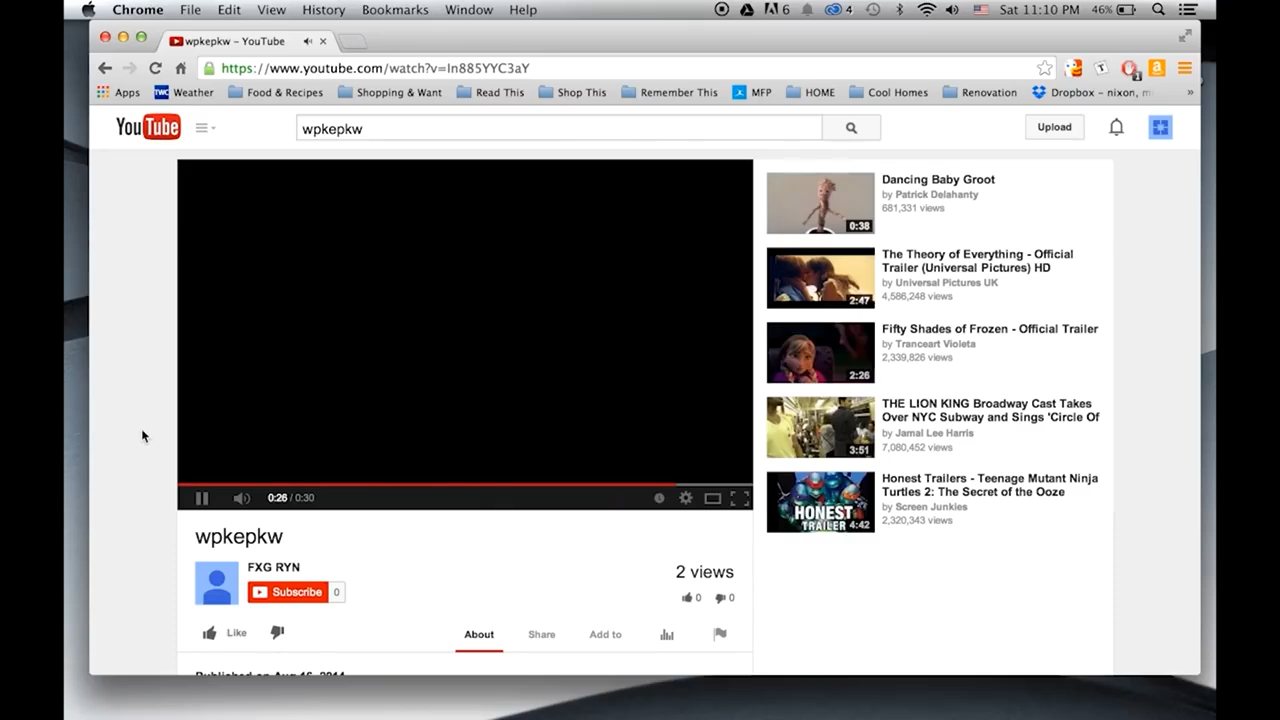 Chrome File Edit View History Bookmarks Window Help 6 4 Sat 11:10 PM 46%
wpkepkw – YouTube
https://www.youtube.com/watch?v=In885YYC3aY
Apps TWC Weather Food & Recipes Shopping & Want Read This Shop This Remember This MFP HOME Cool Homes Renovation Dropbox - nixon, m »
YouTube wpkepkw Upload
Dancing Baby Groot
by Patrick Delahanty
681,331 views
0:38
The Theory of Everything - Official
Trailer (Universal Pictures) HD
by Universal Pictures UK
4,586,248 views
2:47
Fifty Shades of Frozen - Official Trailer
by Tranceart Violeta
2,339,826 views
2:26
THE LION KING Broadway Cast Takes
Over NYC Subway and Sings 'Circle Of
by Jamal Lee Harris
7,080,452 views
3:51
Honest Trailers - Teenage Mutant Ninja
Turtles 2: The Secret of the Ooze
by Screen Junkies
2,320,343 views
HONEST
TRAILER 4:42
0:26 / 0:30
wpkepkw
FXG RYN
Subscribe 0
2 views
0 0
Like About Share Add to
Published on Aug 16, 2014